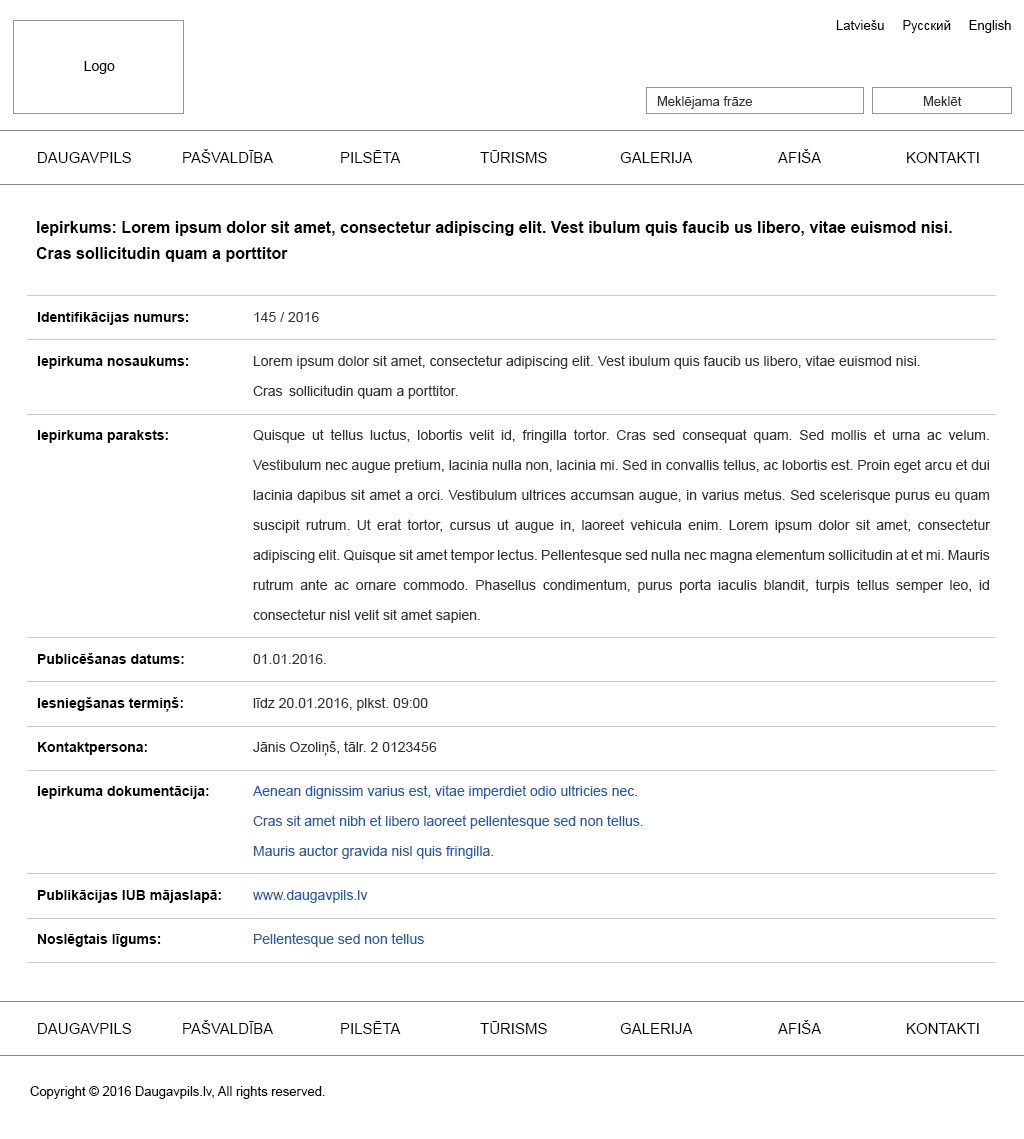 Logo
Latviešu Русский English
Meklējama frāze Meklēt
DAUGAVPILS PAŠVALDĪBA PILSĒTA TŪRISMS GALERIJA AFIŠA KONTAKTI
Iepirkums: Lorem ipsum dolor sit amet, consectetur adipiscing elit. Vest ibulum quis faucib us libero, vitae euismod nisi.
Cras sollicitudin quam a porttitor
Identifikācijas numurs: 145 / 2016
Iepirkuma nosaukums: Lorem ipsum dolor sit amet, consectetur adipiscing elit. Vest ibulum quis faucib us libero, vitae euismod nisi.
Cras sollicitudin quam a porttitor.
Iepirkuma paraksts: Quisque ut tellus luctus, lobortis velit id, fringilla tortor. Cras sed consequat quam. Sed mollis et urna ac velum.
Vestibulum nec augue pretium, lacinia nulla non, lacinia mi. Sed in convallis tellus, ac lobortis est. Proin eget arcu et dui
lacinia dapibus sit amet a orci. Vestibulum ultrices accumsan augue, in varius metus. Sed scelerisque purus eu quam
suscipit rutrum. Ut erat tortor, cursus ut augue in, laoreet vehicula enim. Lorem ipsum dolor sit amet, consectetur
adipiscing elit. Quisque sit amet tempor lectus. Pellentesque sed nulla nec magna elementum sollicitudin at et mi. Mauris
rutrum ante ac ornare commodo. Phasellus condimentum, purus porta iaculis blandit, turpis tellus semper leo, id
consectetur nisl velit sit amet sapien.
Publicēšanas datums: 01.01.2016.
Iesniegšanas termiņš: līdz 20.01.2016, plkst. 09:00
Kontaktpersona: Jānis Ozoliņš, tālr. 2 0123456
Iepirkuma dokumentācija: Aenean dignissim varius est, vitae imperdiet odio ultricies nec.
Cras sit amet nibh et libero laoreet pellentesque sed non tellus.
Mauris auctor gravida nisl quis fringilla.
Publikācijas IUB mājaslapā: www.daugavpils.lv
Noslēgtais līgums: Pellentesque sed non tellus
DAUGAVPILS PAŠVALDĪBA PILSĒTA TŪRISMS GALERIJA AFIŠA KONTAKTI
Copyright © 2016 Daugavpils.lv, All rights reserved.